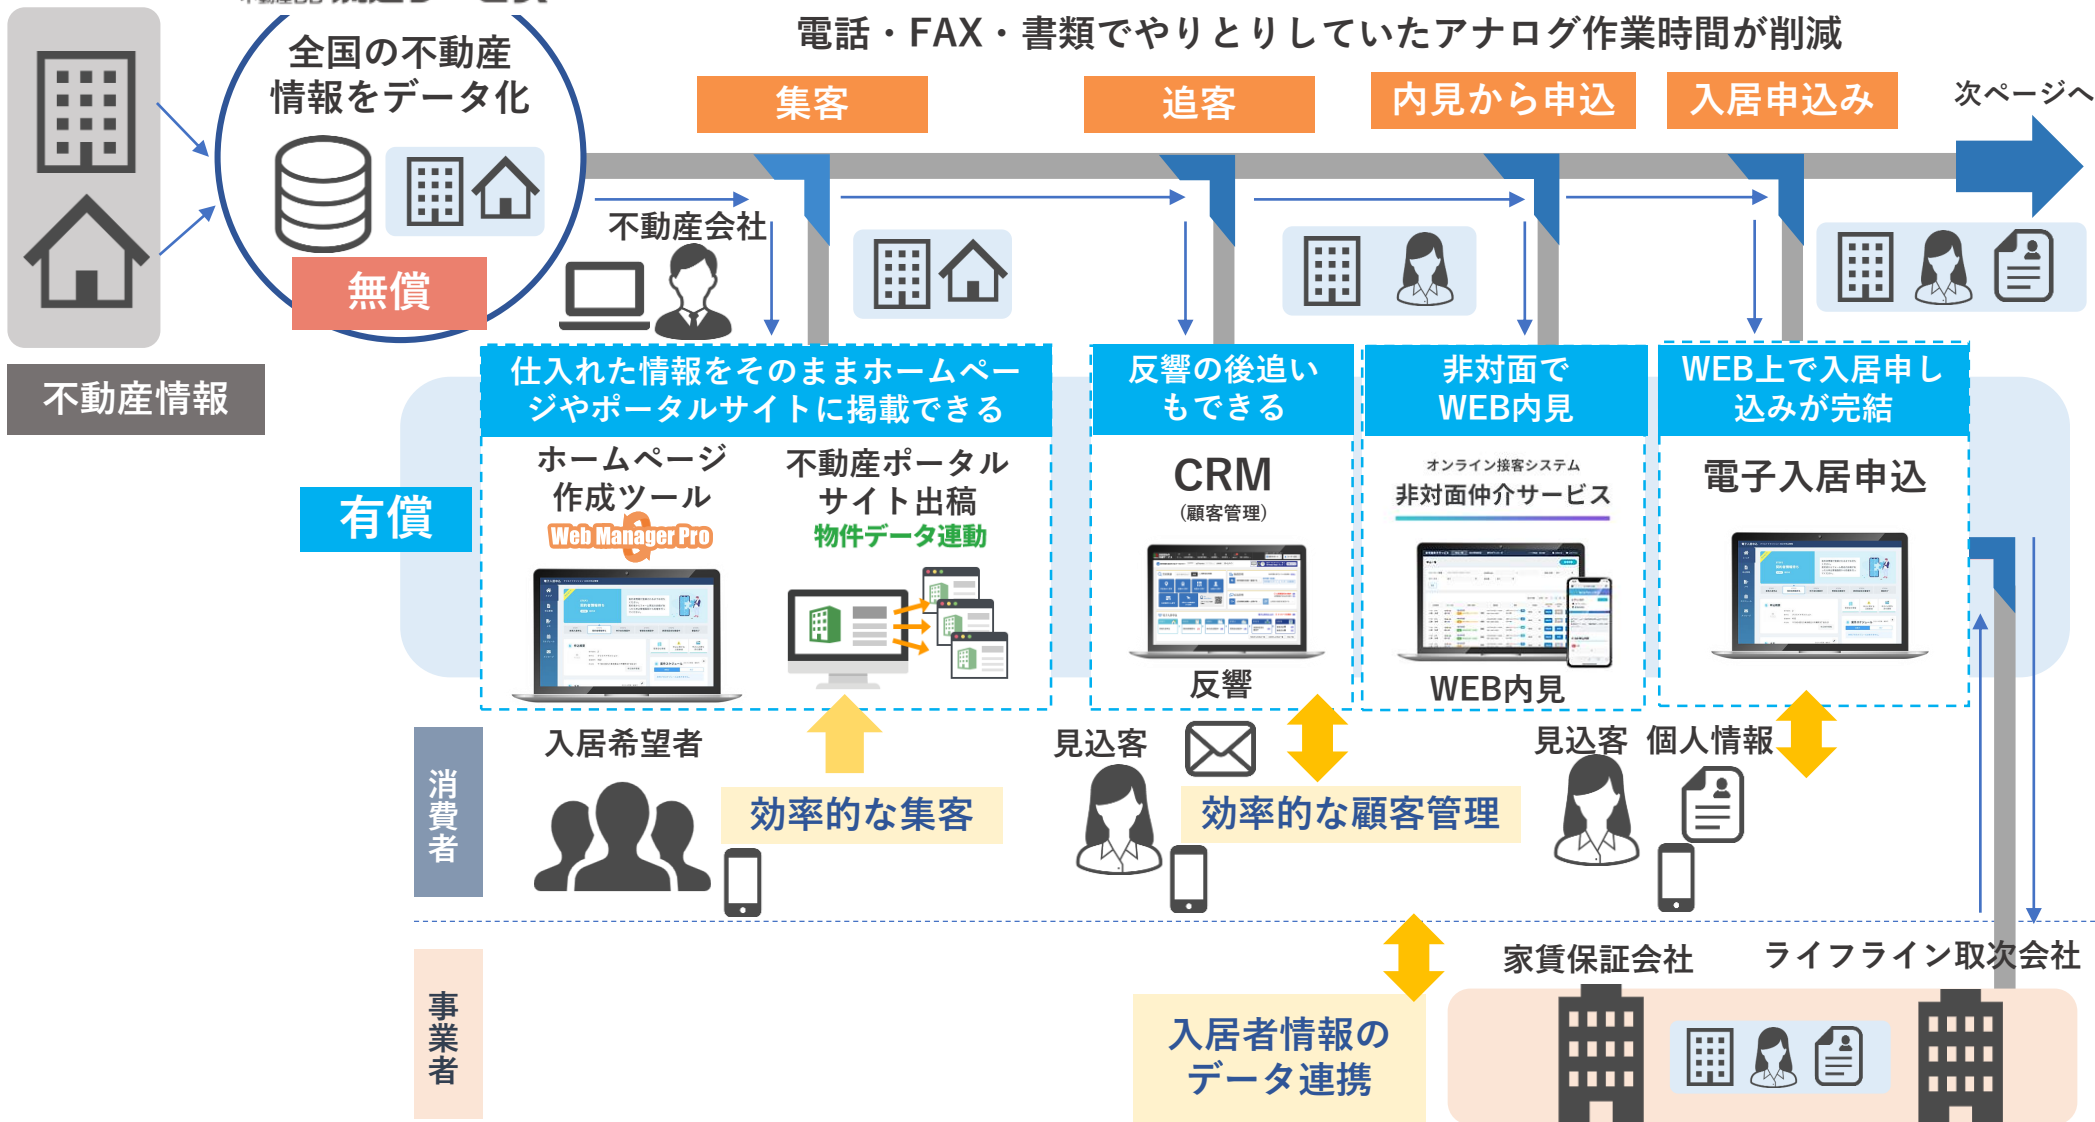 電話・FAX・書類でやりとりしていたアナログ作業時間が削減
全国の不動産
情報をデータ化
無償
不動産情報
集客
追客
内見から申込
入居申込み
次ページへ
不動産会社
仕入れた情報をそのままホームペー
ジやポータルサイトに掲載できる
反響の後追い
もできる
非対面で
WEB内見
WEB上で入居申し
込みが完結
有償
ホームページ
作成ツール
Web Manager Pro
不動産ポータル
サイト出稿
物件データ連動
CRM
(顧客管理)
反響
オンライン接客システム
非対面仲介サービス
WEB内見
電子入居申込
消費者
入居希望者
効率的な集客
見込客
効率的な顧客管理
見込客
個人情報
事業者
入居者情報の
データ連携
家賃保証会社
ライフライン取次会社